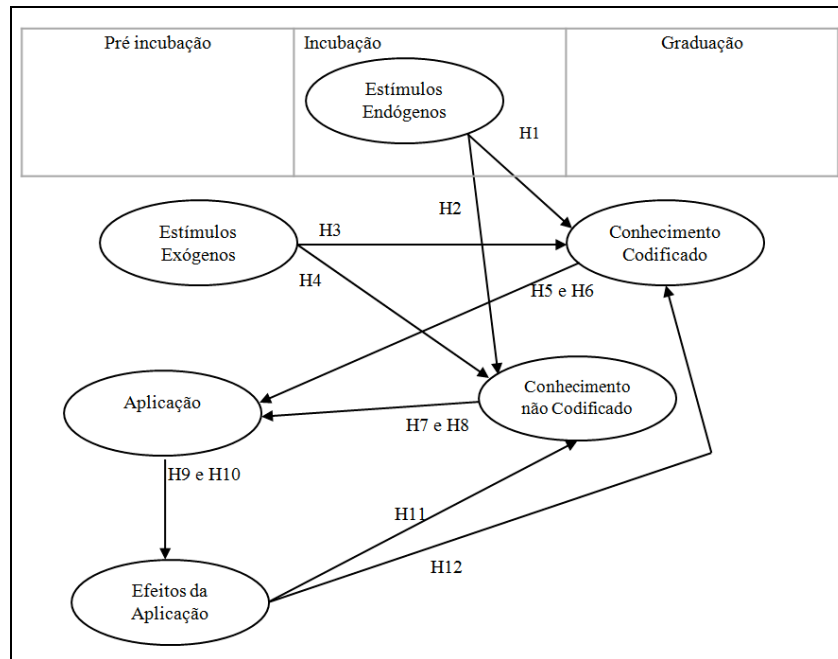 Pré incubação
Incubação
Graduação
Estímulos
Endógenos
H1
H2
Estímulos
Exógenos
H3
H4
Conhecimento
Codificado
H5 e H6
Aplicação
Conhecimento
não Codificado
H7 e H8
H9 e H10
H11
H12
Efeitos da
Aplicação